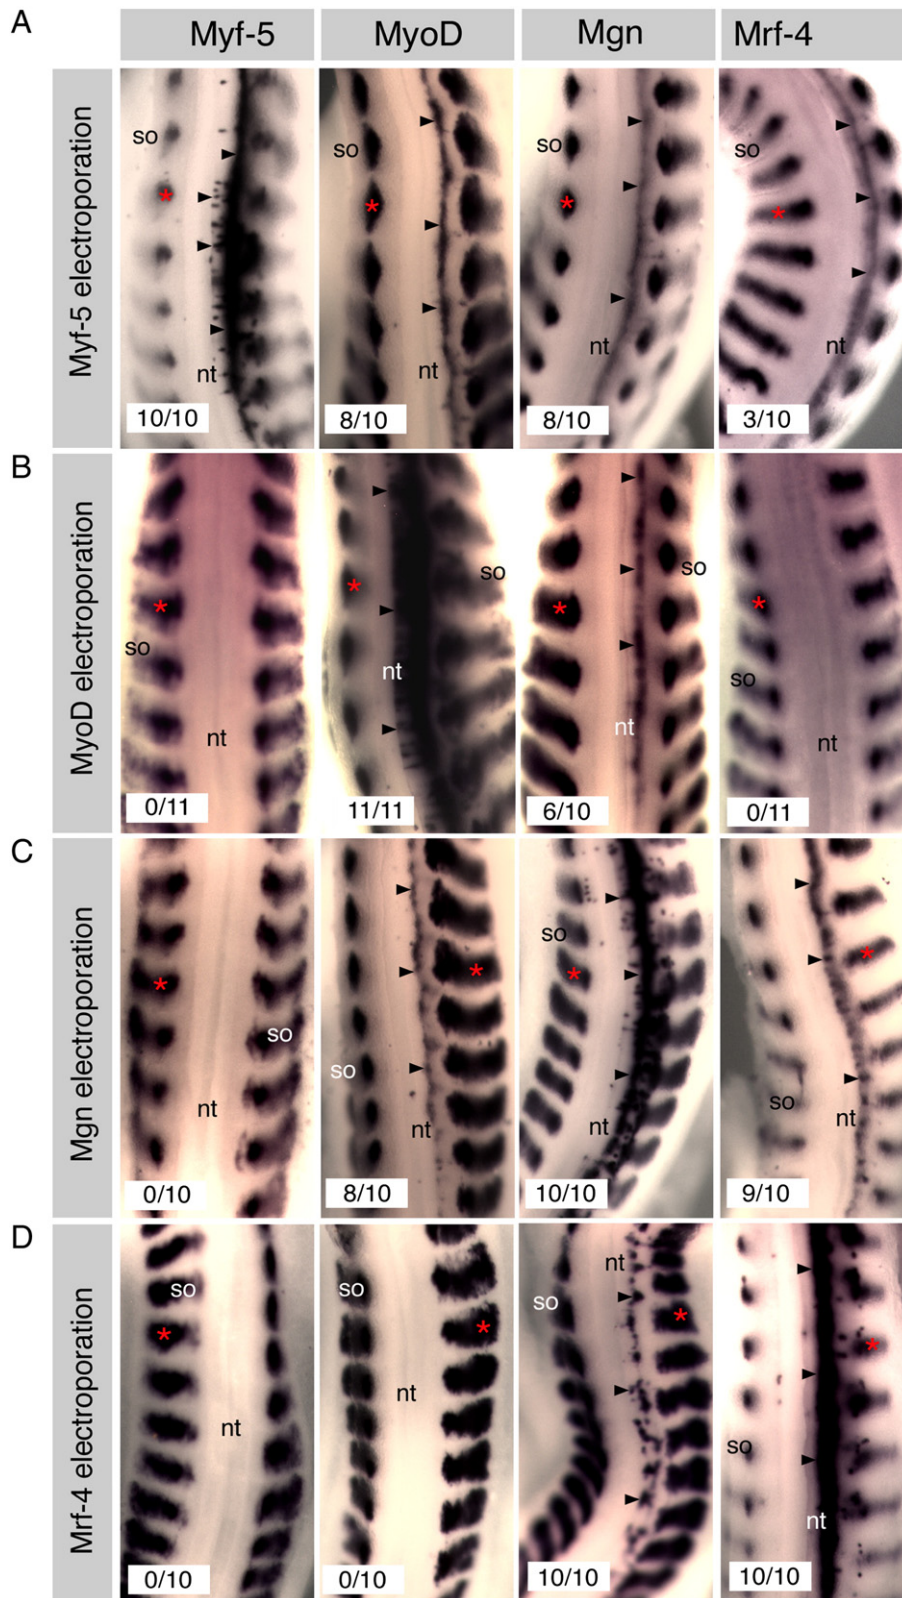 A
Myf-5 MyoD Mgn Mrf-4
Myf-5 electroporation
so so so so
nt nt nt nt
10/10 8/10 8/10 3/10
B
MyoD electroporation
so so so so
nt nt nt nt
0/11 11/11 6/10 0/11
C
Mgn electroporation
so so so so
nt nt nt nt
0/10 8/10 10/10 9/10
D
Mrf-4 electroporation
so so so so
nt nt nt nt
0/10 0/10 10/10 10/10